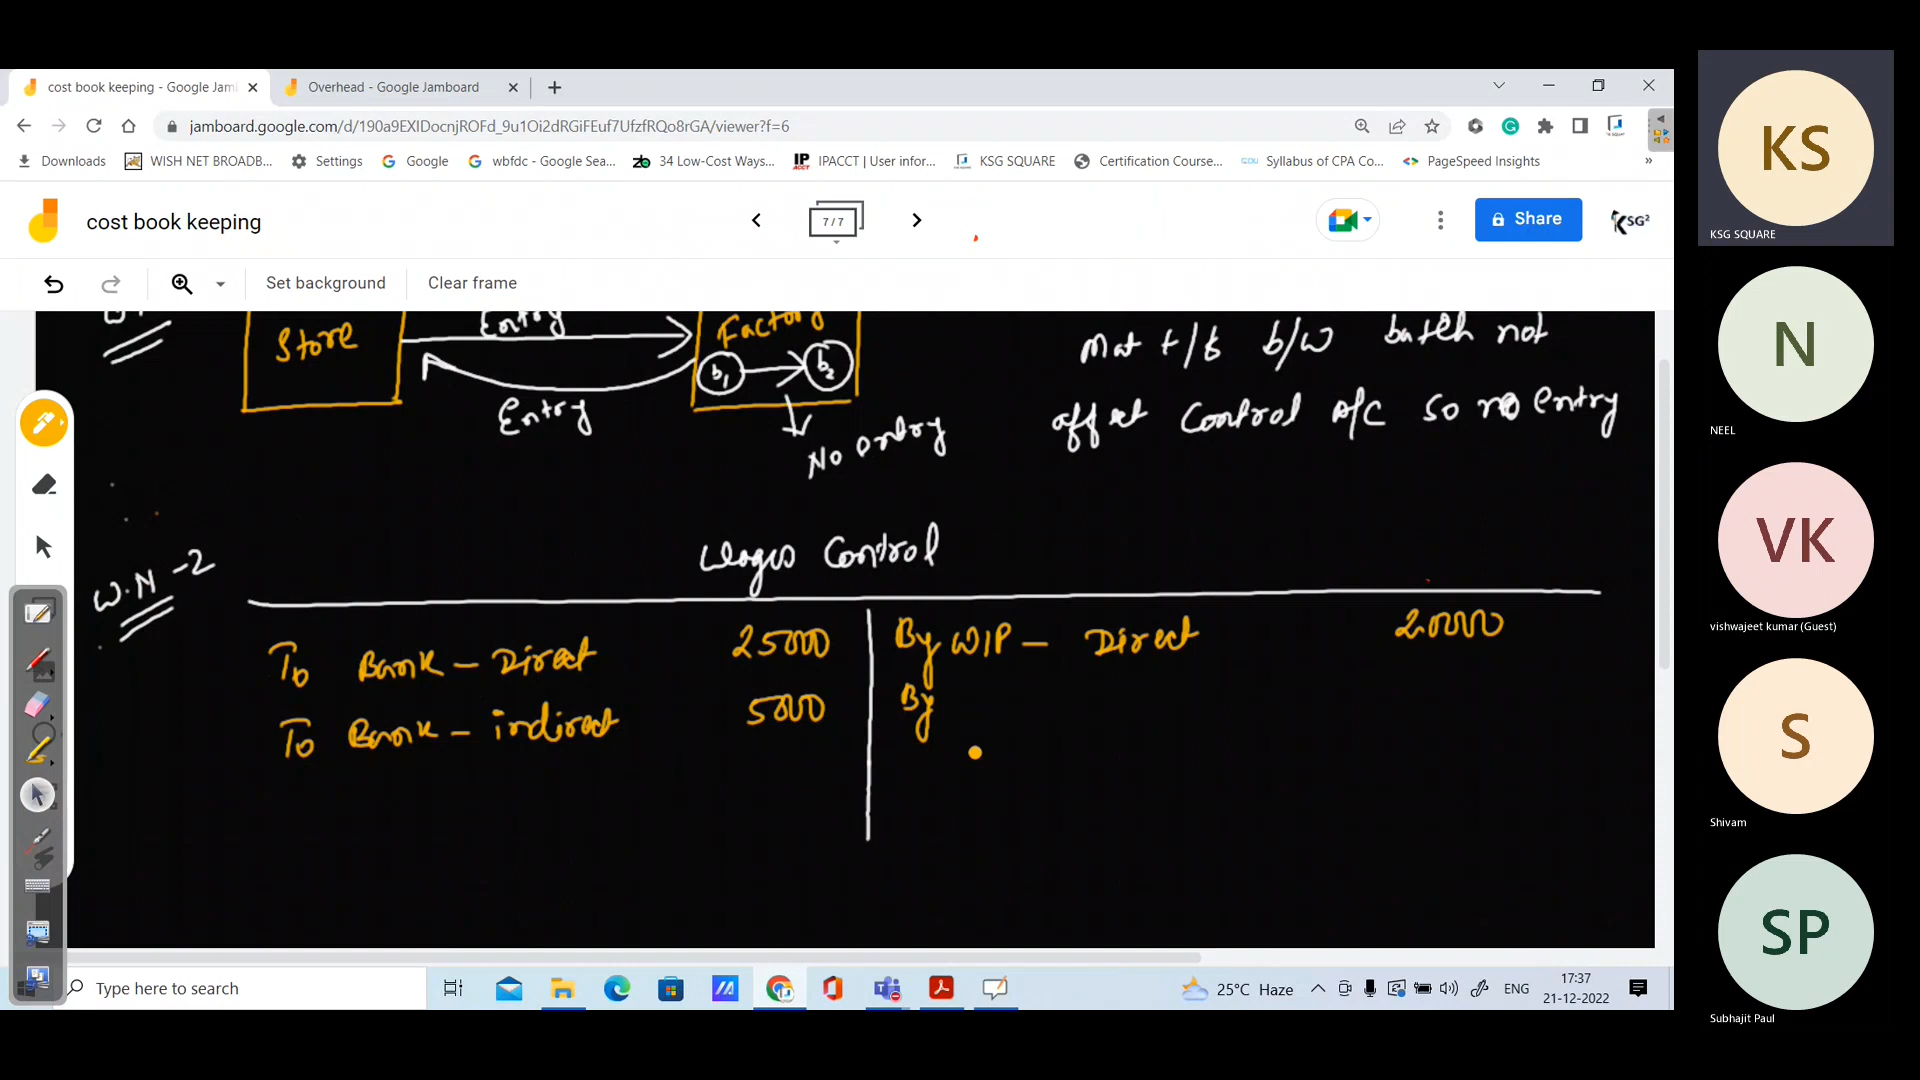 cost book keeping - Google Jam
Overhead - Google Jamboard
jamboard.google.com/d/190a9EXIDocnjROFd_9u1Oi2dRGiFEuf7UfzfRQo8rGA/viewer?f=6
Downloads
WISH NET BROADB...
Settings
Google
wbfdc - Google Sea...
34 Low-Cost Ways...
IPACCT | User infor...
KSG SQUARE
Certification Course...
Syllabus of CPA Co...
PageSpeed Insights
»
cost book keeping
7 / 7
Share
KSG²
Set background
Clear frame
Store
Entry
Factory
b1
b2
Entry
No entry
Mat t/f b/w batch not
affect Control A/C so no entry
W.N -2
Wages Control
To Bank - Direct 25000
By WIP - Direct 20000
To Bank - indirect 5000
By
Type here to search
25°C Haze
ENG
17:37
21-12-2022
KS
KSG SQUARE
N
NEEL
VK
vishwajeet kumar (Guest)
S
Shivam
SP
Subhajit Paul